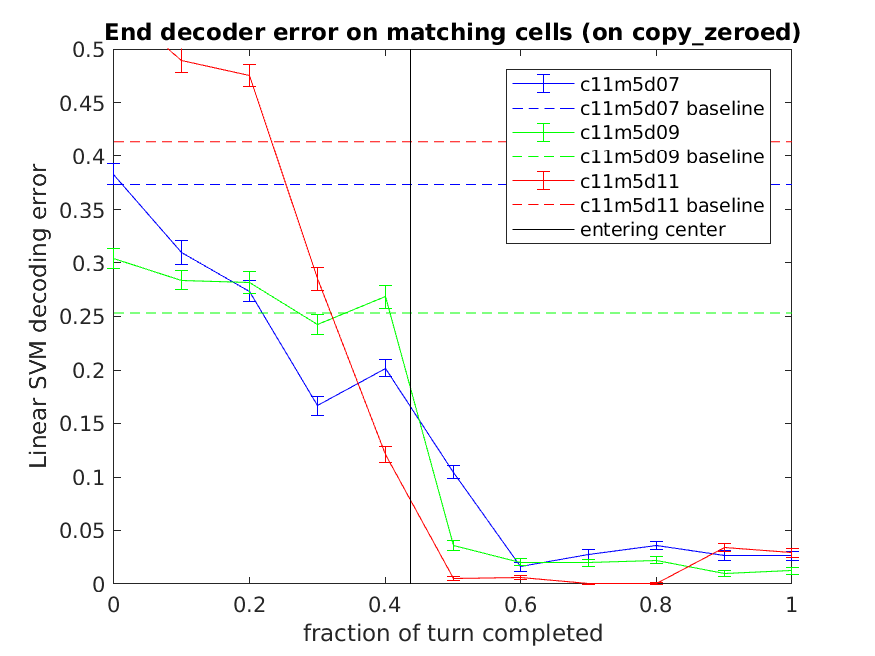 End decoder error on matching cells (on copy_zeroed)
0.5
0.45
0.4
0.35
0.3
0.25
0.2
0.15
0.1
0.05
0
Linear SVM decoding error
c11m5d07
c11m5d07 baseline
c11m5d09
c11m5d09 baseline
c11m5d11
c11m5d11 baseline
entering center
0 0.2 0.4 0.6 0.8 1
fraction of turn completed